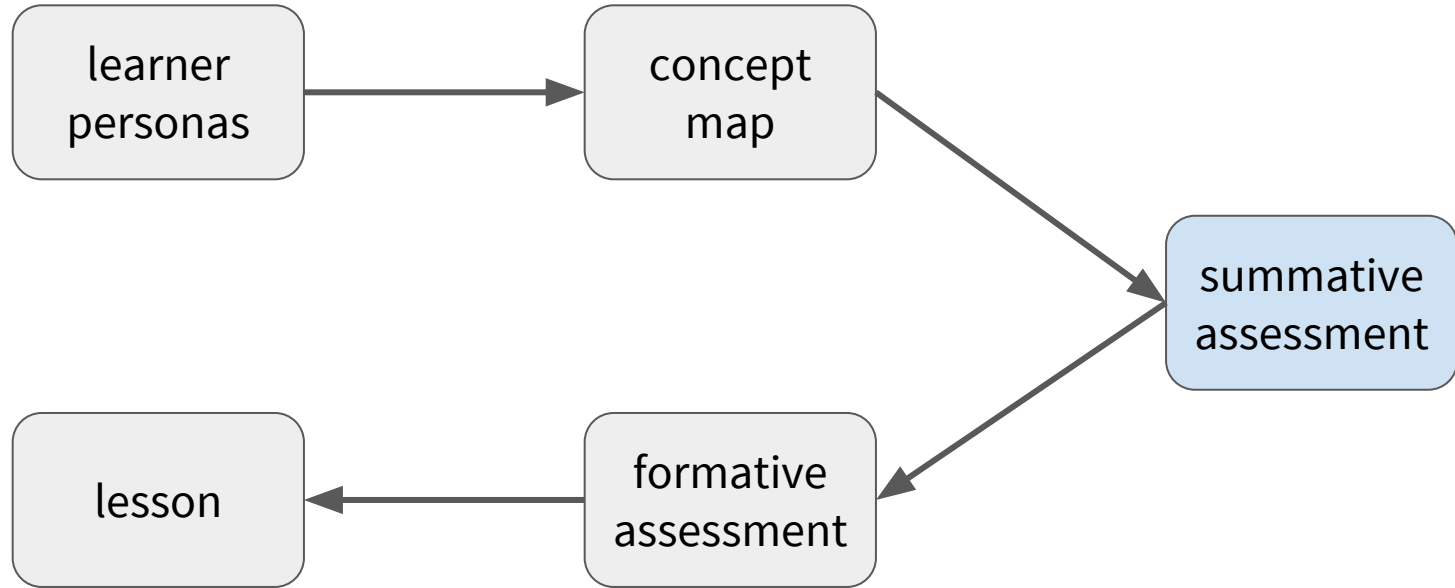 learner
personas
concept
map
summative
assessment
formative
assessment
lesson